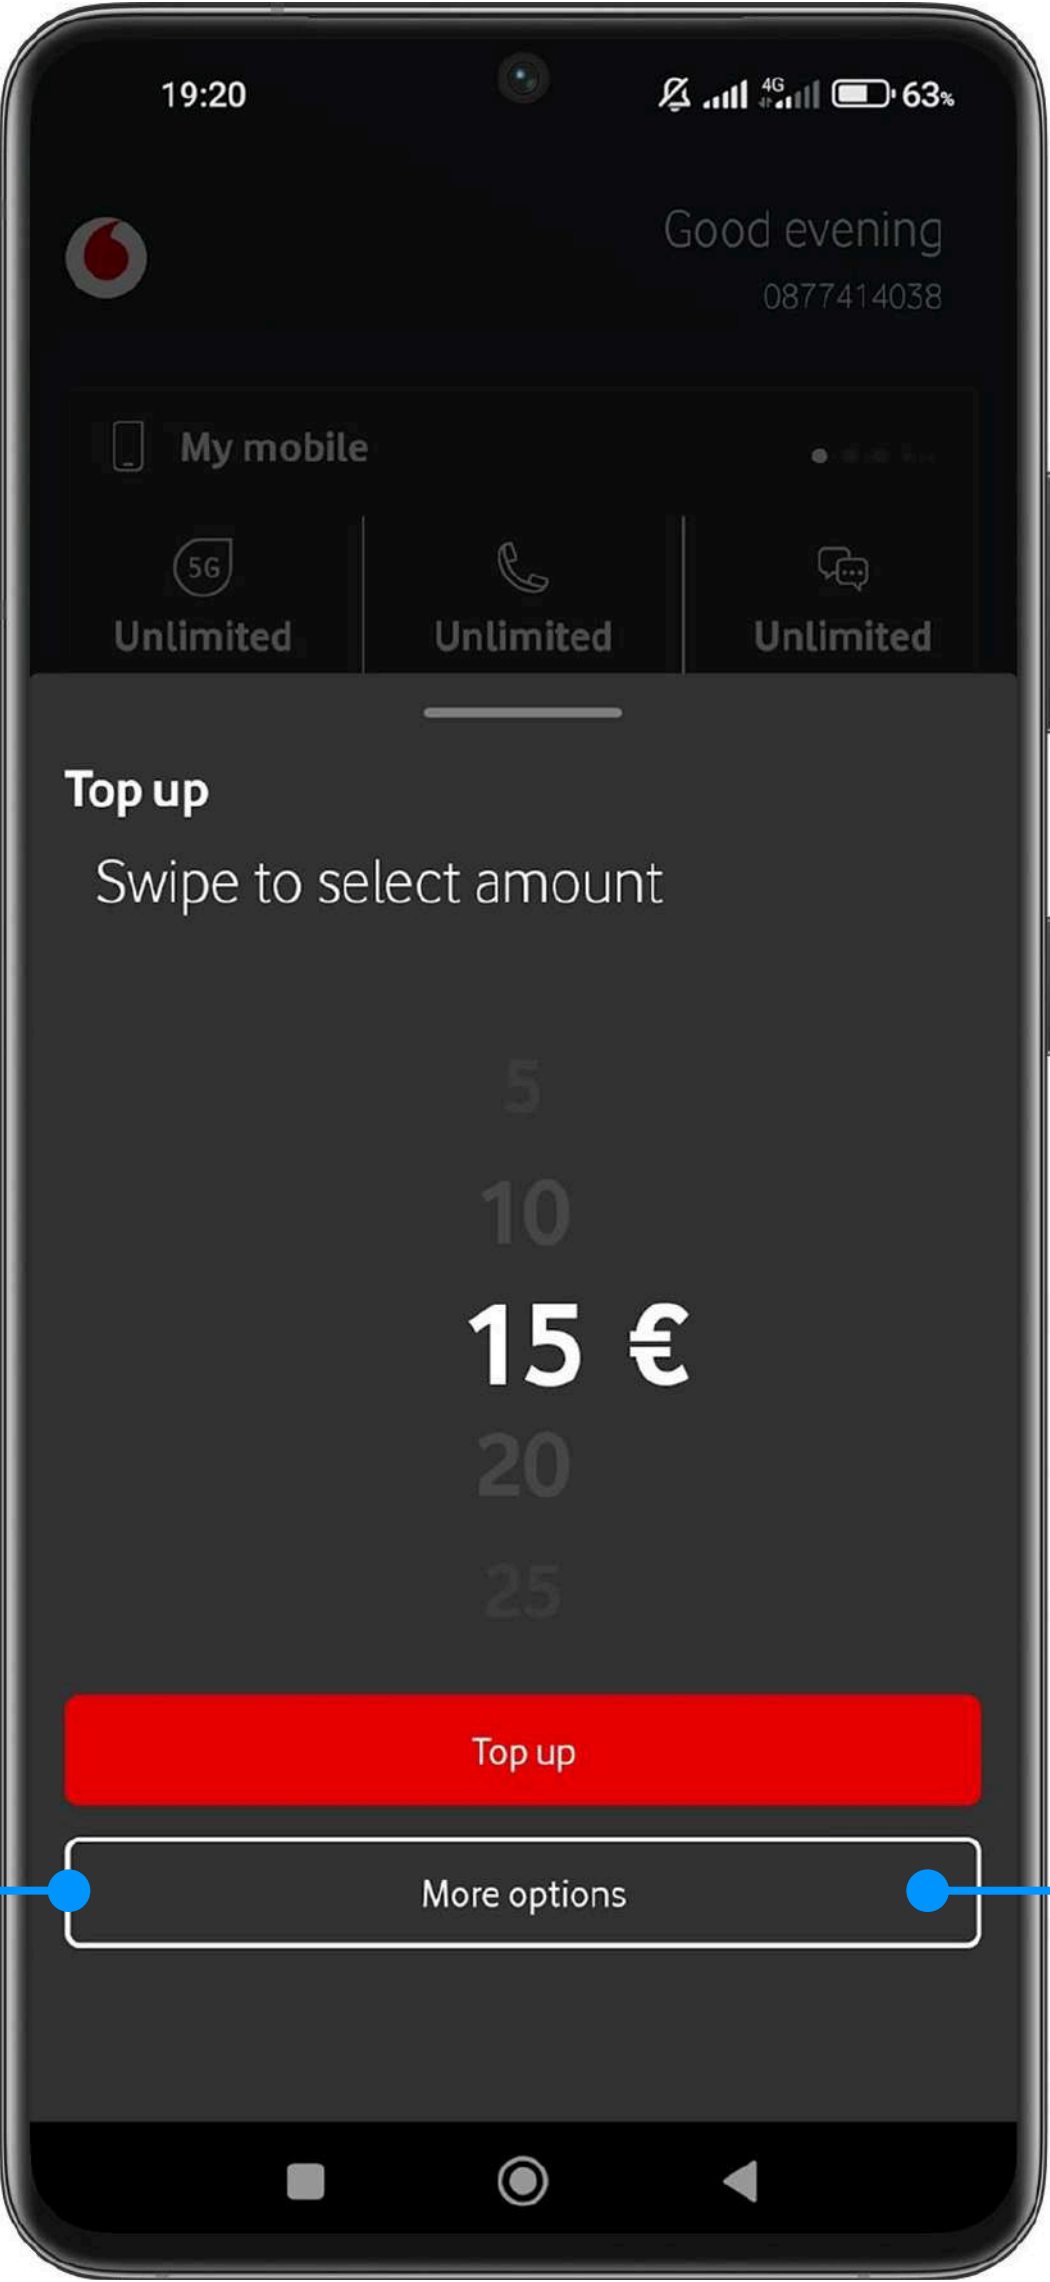 19:20
4G
63%
Good evening
0877414038
My mobile
5G
Unlimited Unlimited Unlimited
Top up
Swipe to select amount
5
10
15 €
20
25
Top up
More options